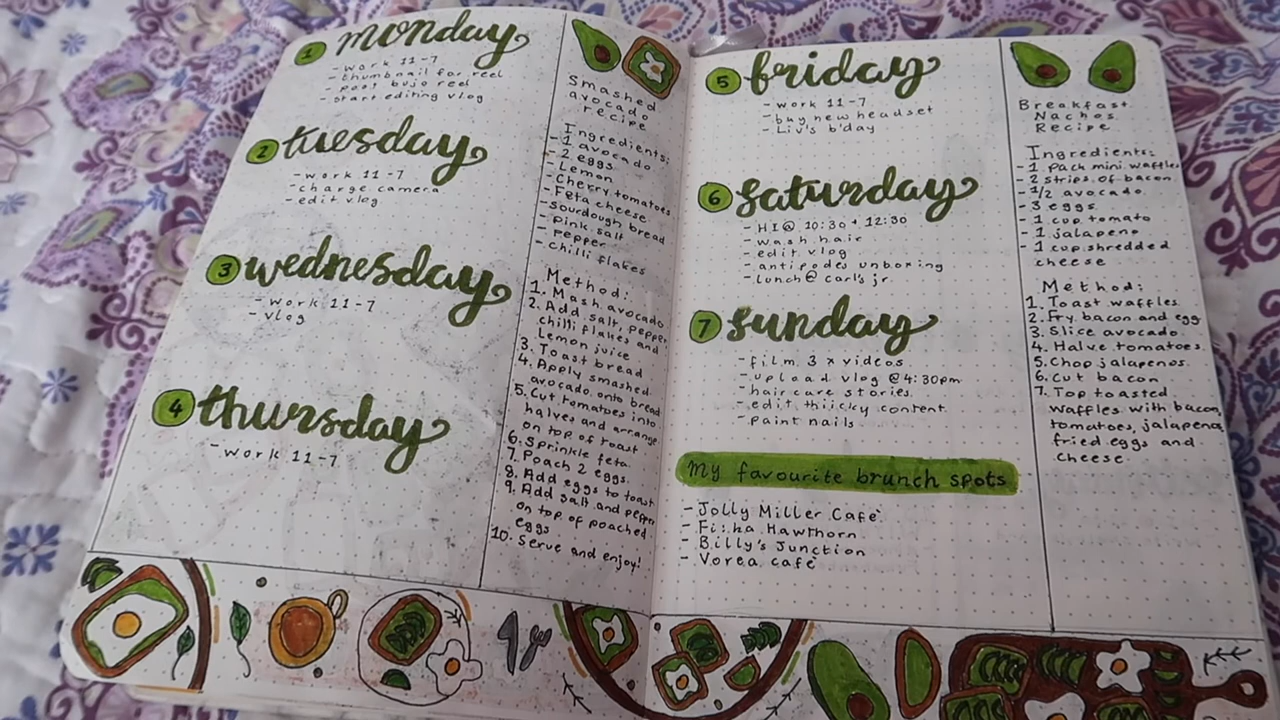 1 monday
- work 11-7
- thumbnail for reel
- post bujo reel
- start editing vlog
2 tuesday
- work 11-7
- charge camera
- edit vlog
3 wednesday
- work 11-7
- vlog
4 thursday
- work 11-7
Smashed
avocado
recipe
Ingredients:
- 1 avocado
- 2 eggs
- Lemon
- Cherry tomatoes
- Feta cheese
- Sourdough bread
- pink salt
- pepper
- chilli flakes
Method:
1. Mash avocado
2. Add salt, pepper
chilli flakes and
Lemon juice
3. Toast bread
4. Apply smashed
avocado onto bread
5. Cut tomatoes into
halves and arrange
on top of toast
6. Sprinkle feta
7. Poach 2 eggs.
8. Add eggs to toast
9. Add salt and pepper
on top of poached
eggs
10. Serve and enjoy!
5 friday
- work 11-7
- buy new headset
- Liv's b'day
6 saturday
- HI@ 10:30 + 12:30
- wash hair
- edit vlog
- antipodes unboxing
- lunch @ carl's jr.
7 sunday
- film 3 x videos
- upload vlog @ 4:30pm
- hair care stories
- edit thiicky content
- paint nails
my favourite brunch spots
- Jolly Miller Cafe
- Fisha Hawthorn
- Billy's Junction
- Vorea cafe
Breakfast
Nachos
Recipe
Ingredients:
- 1 pack mini waffles
- 2 strips of bacon
- 1/2 avocado
- 3 eggs
- 1 cup tomato
- 1 jalapeno
- 1 cup shredded
cheese
Method:
1. Toast waffles
2. Fry bacon and egg
3. Slice avocado
4. Halve tomatoes
5. Chop jalapenos
6. Cut bacon
7. Top toasted
waffles with bacon,
tomatoes, jalapeno,
fried eggs and
cheese